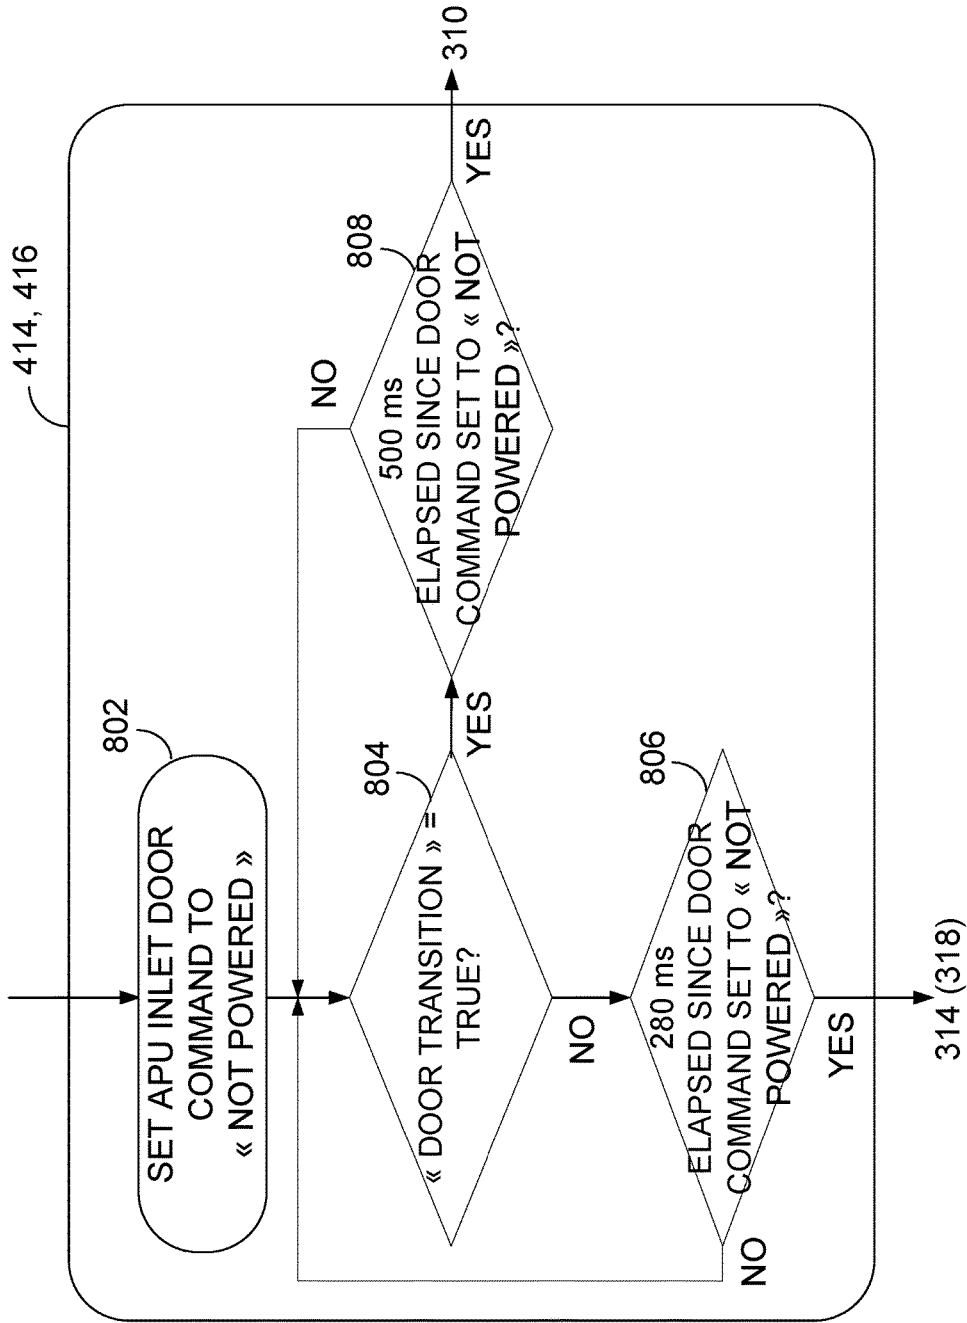 414, 416
802
SET APU INLET DOOR
COMMAND TO
« NOT POWERED »
804
« DOOR TRANSITION » =
TRUE?
YES
NO
808
500 ms
ELAPSED SINCE DOOR
COMMAND SET TO « NOT
POWERED »?
NO
YES
310
806
280 ms
ELAPSED SINCE DOOR
COMMAND SET TO « NOT
POWERED »?
NO
YES
314 (318)